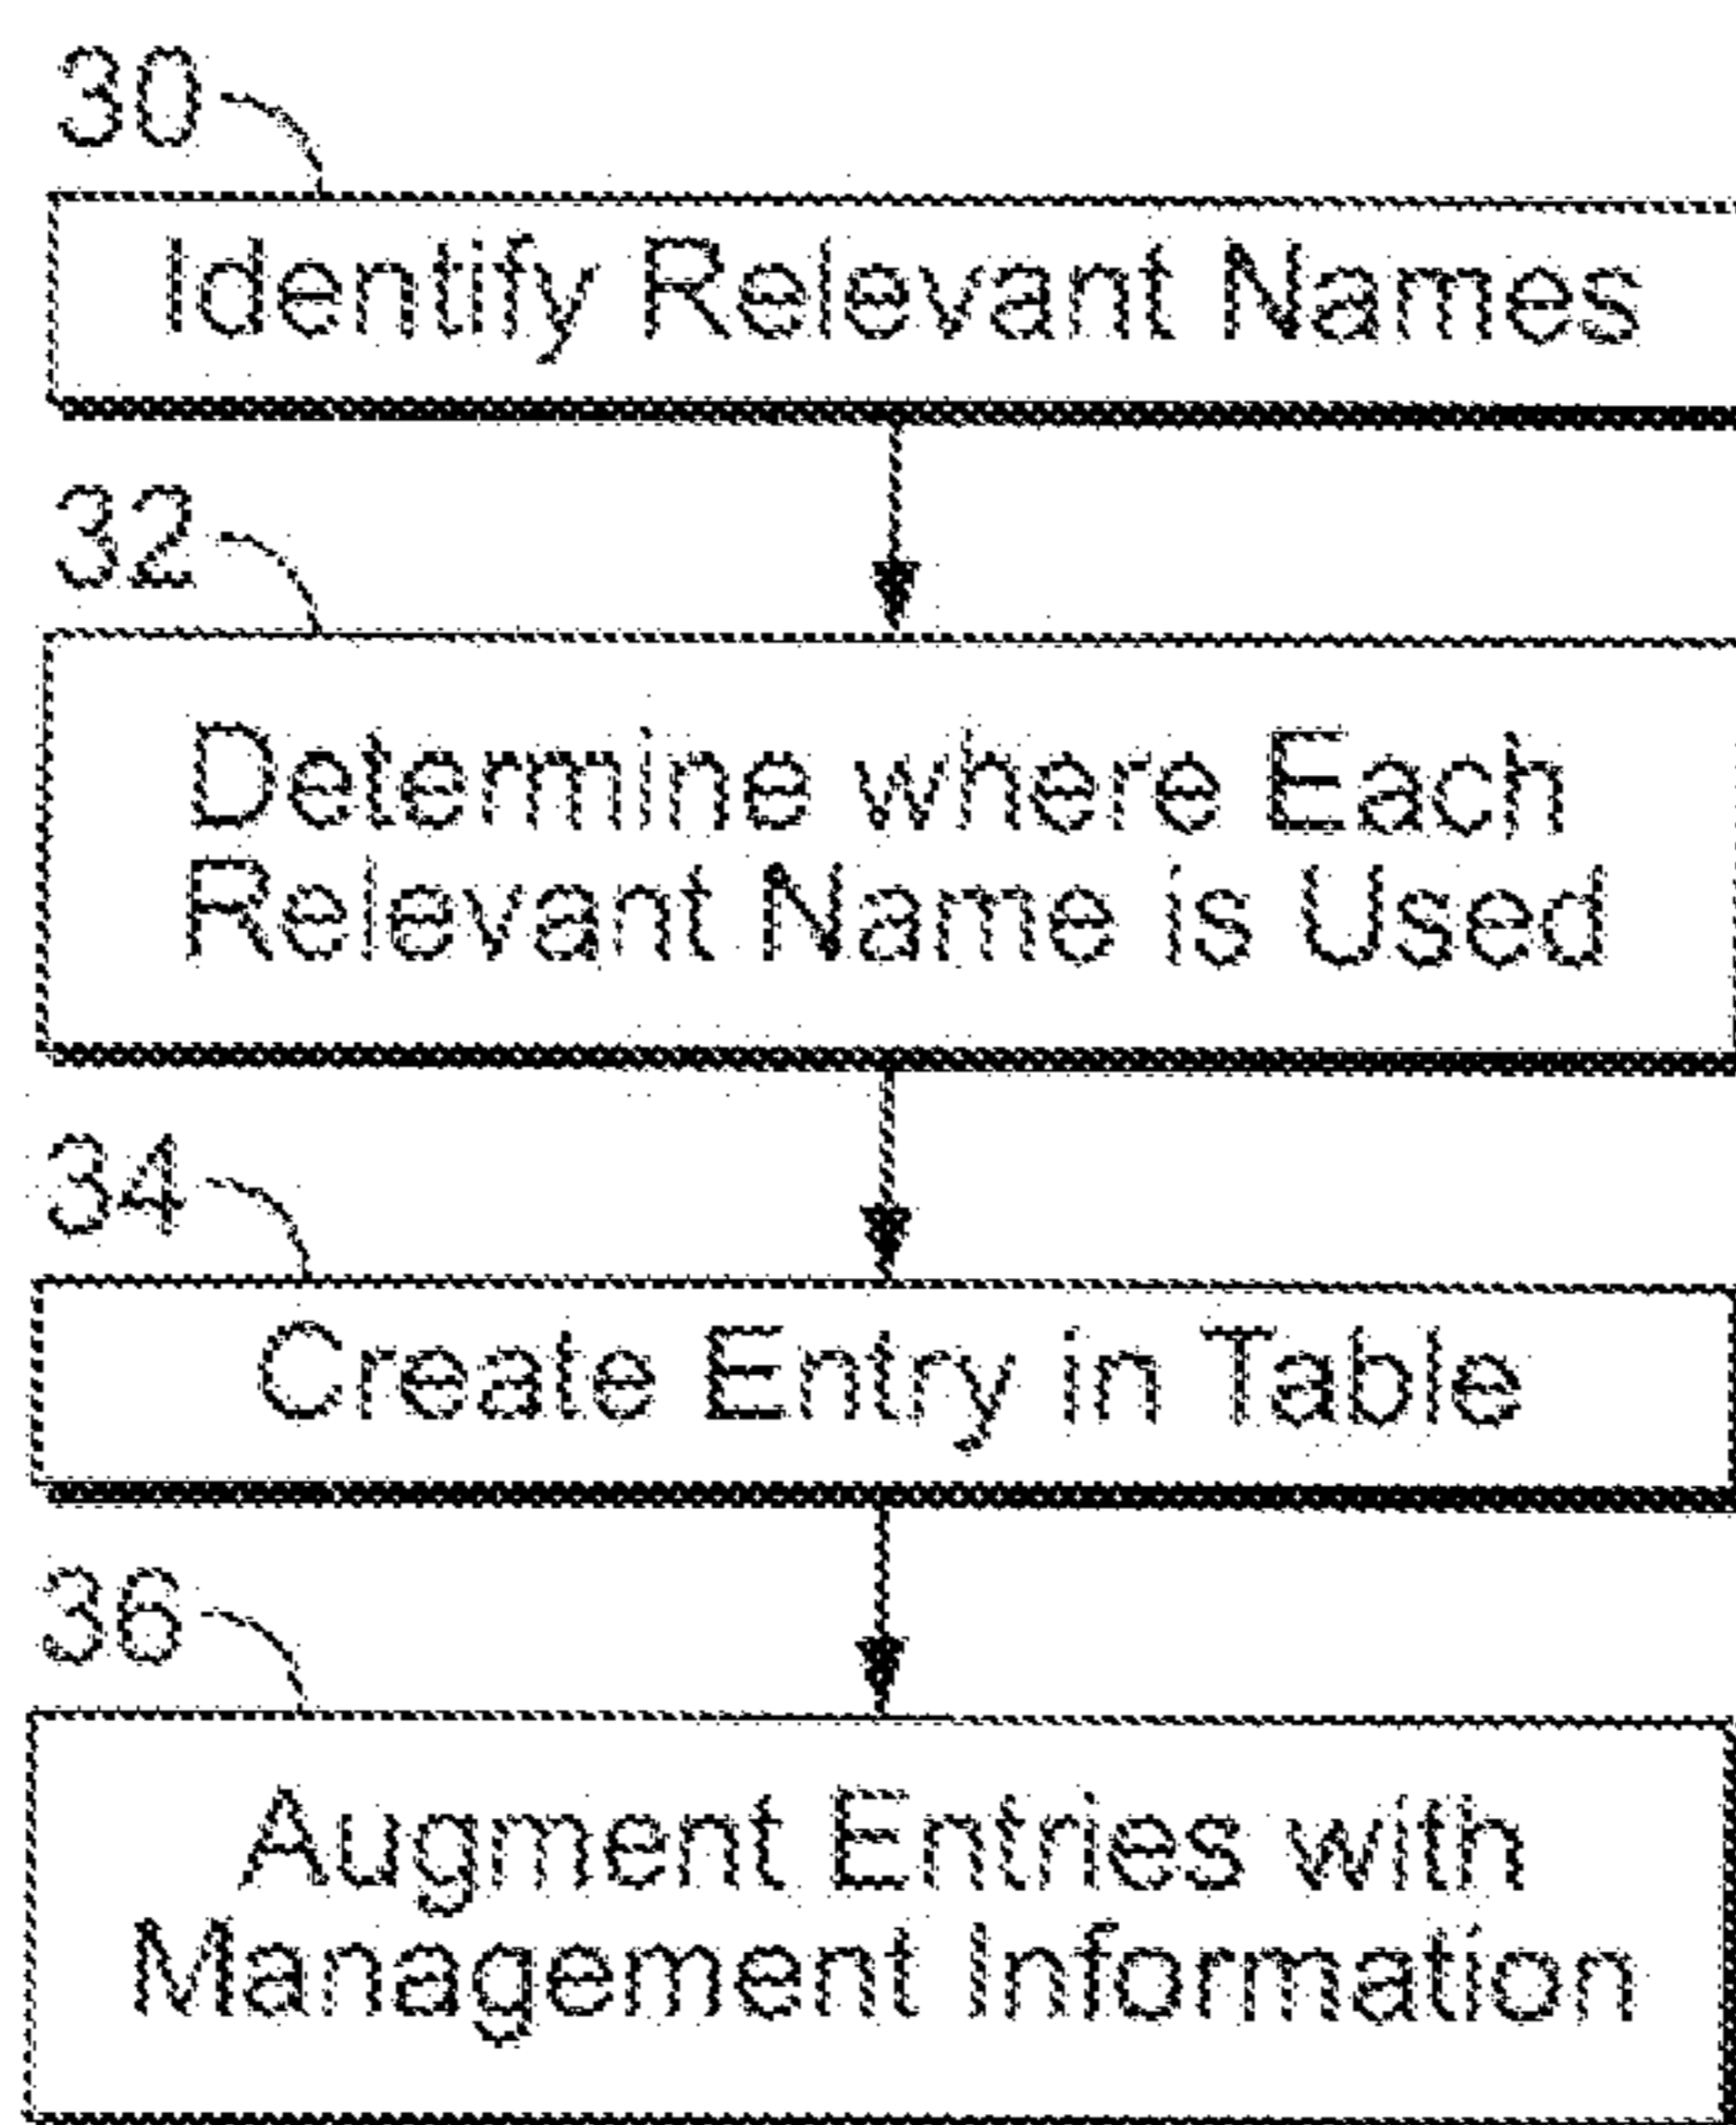 30
Identify Relevant Names
32
Determine where Each
Relevant Name is Used
34
Create Entry in Table
36
Augment Entries with
Management Information